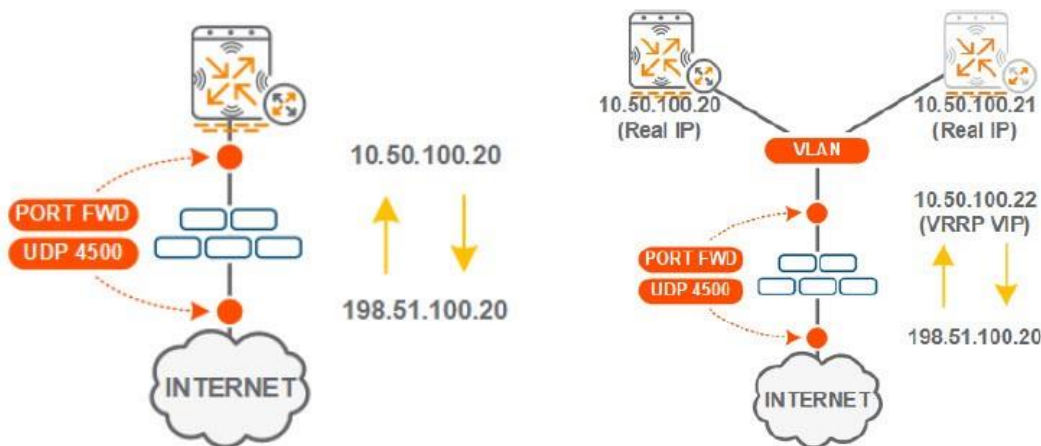 10.50.100.20
PORT FWD
UDP 4500
198.51.100.20
INTERNET
10.50.100.20
(Real IP)
10.50.100.21
(Real IP)
VLAN
10.50.100.22
(VRRP VIP)
PORT FWD
UDP 4500
198.51.100.20
INTERNET